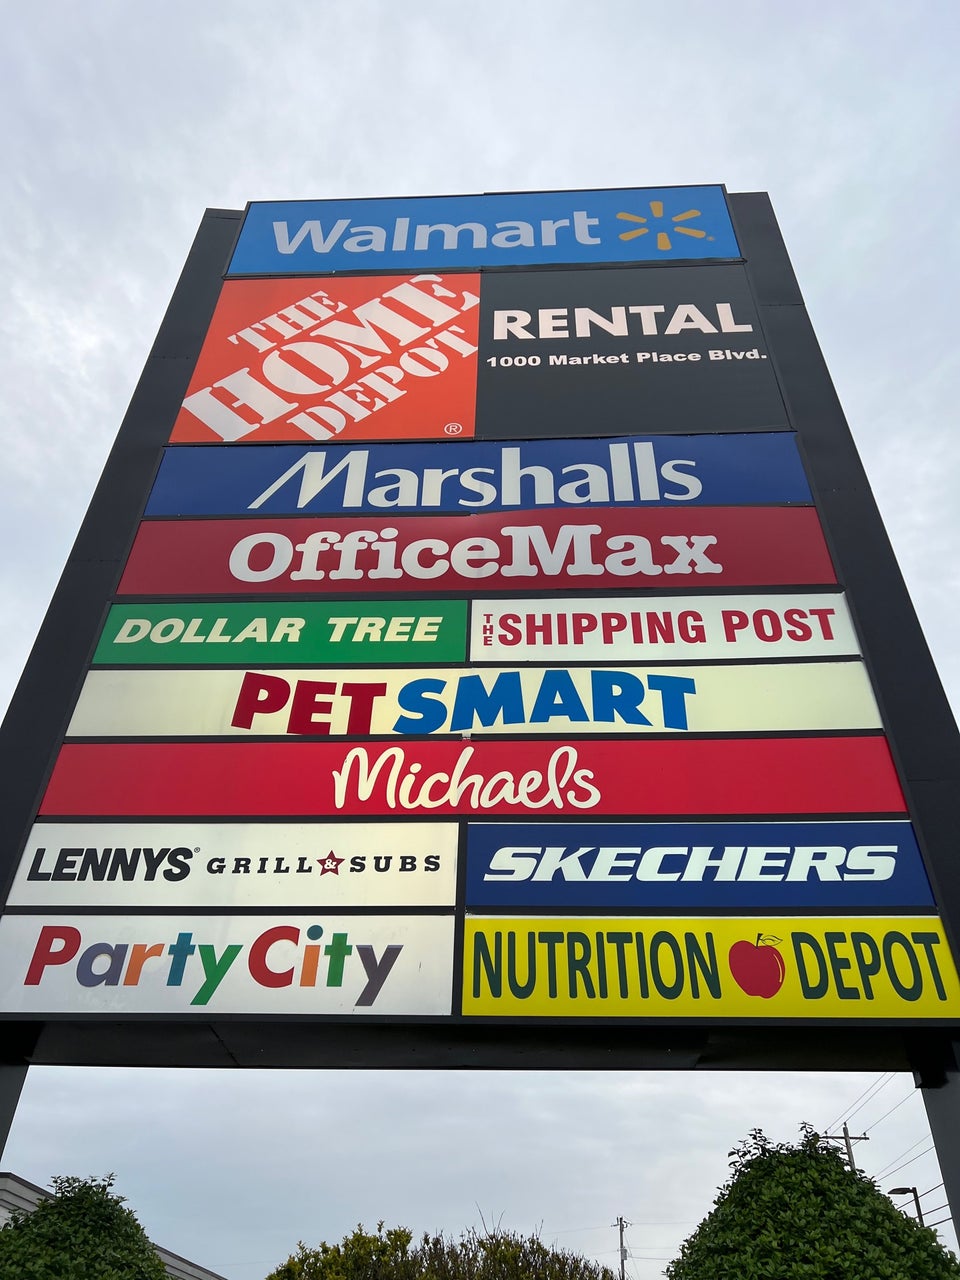 Walmart
THE
HOME
DEPOT
®
RENTAL
1000 Market Place Blvd.
Marshalls
OfficeMax
DOLLAR TREE
THE SHIPPING POST
PETSMART
Michaels
LENNYS® GRILL & SUBS
SKECHERS
Party City
NUTRITION DEPOT